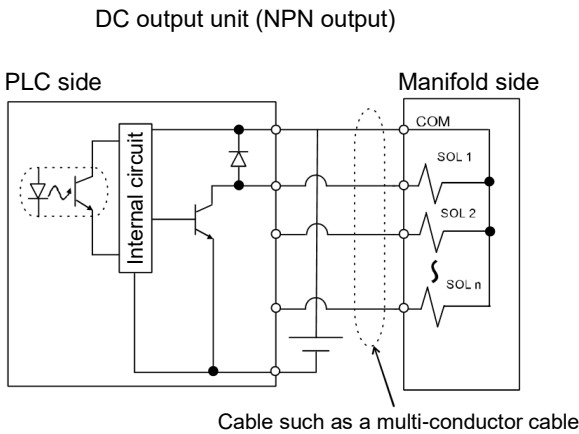 DC output unit (NPN output)
PLC side
Manifold side
Internal circuit
COM
SOL 1
SOL 2
SOL n
Cable such as a multi-conductor cable